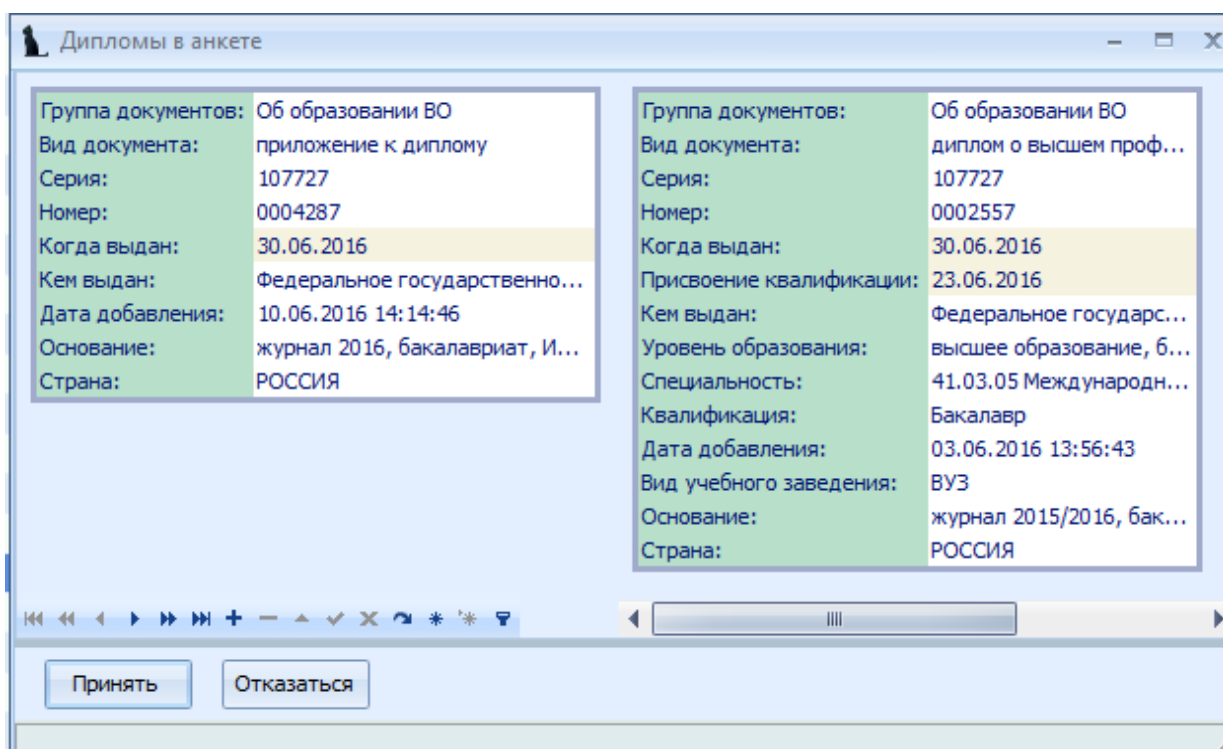 Дипломы в анкете
Группа документов: Об образовании ВО
Вид документа: приложение к диплому
Серия: 107727
Номер: 0004287
Когда выдан: 30.06.2016
Кем выдан: Федеральное государственно...
Дата добавления: 10.06.2016 14:14:46
Основание: журнал 2016, бакалавриат, И...
Страна: РОССИЯ
Группа документов: Об образовании ВО
Вид документа: диплом о высшем проф...
Серия: 107727
Номер: 0002557
Когда выдан: 30.06.2016
Присвоение квалификации: 23.06.2016
Кем выдан: Федеральное государс...
Уровень образования: высшее образование, б...
Специальность: 41.03.05 Международн...
Квалификация: Бакалавр
Дата добавления: 03.06.2016 13:56:43
Вид учебного заведения: ВУЗ
Основание: журнал 2015/2016, бак...
Страна: РОССИЯ
Принять Отказаться